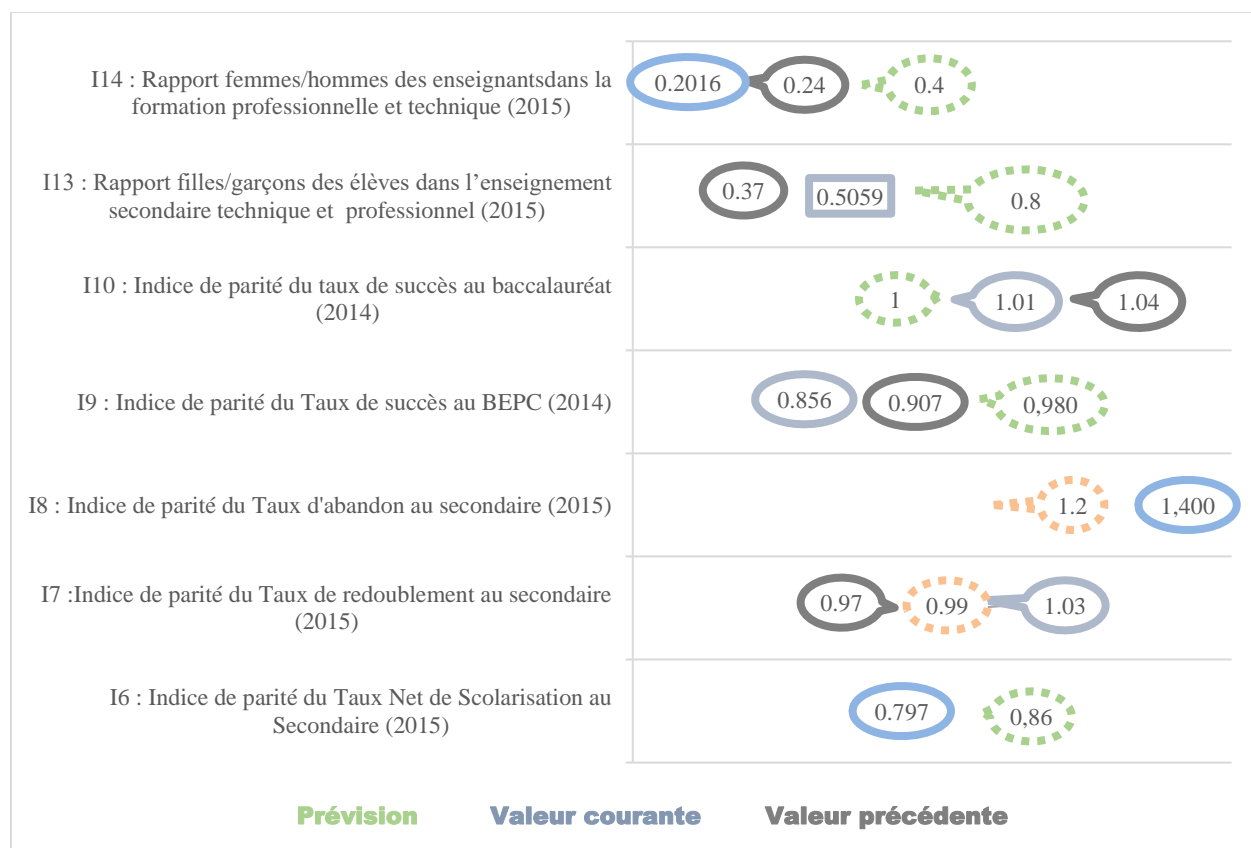 I14 : Rapport femmes/hommes des enseignantsdans la
formation professionnelle et technique (2015)
0.2016
0.24
0.4
I13 : Rapport filles/garçons des élèves dans l'enseignement
secondaire technique et professionnel (2015)
0.37
0.5059
0.8
I10 : Indice de parité du taux de succès au baccalauréat
(2014)
1
1.01
1.04
I9 : Indice de parité du Taux de succès au BEPC (2014)
0.856
0.907
0,980
I8 : Indice de parité du Taux d'abandon au secondaire (2015)
1.2
1,400
I7 :Indice de parité du Taux de redoublement au secondaire
(2015)
0.97
0.99
1.03
I6 : Indice de parité du Taux Net de Scolarisation au
Secondaire (2015)
0.797
0,86
Prévision Valeur courante Valeur précédente